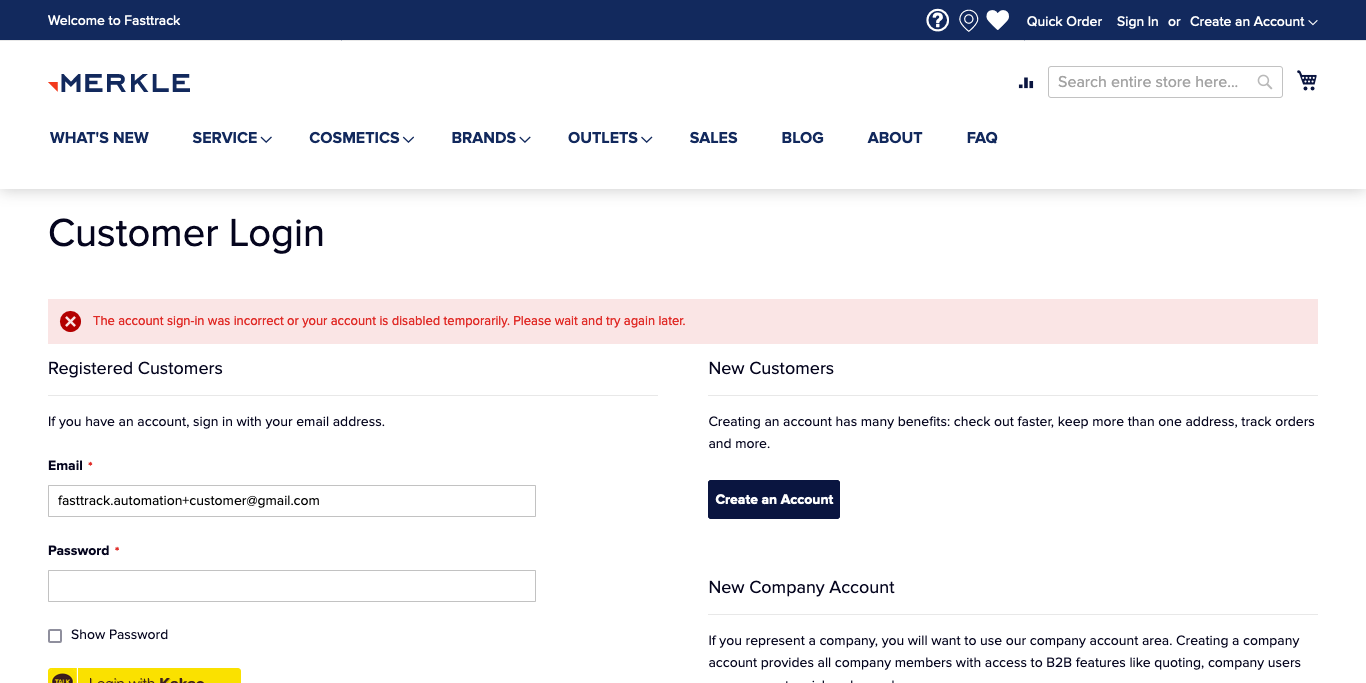 Welcome to Fasttrack
Quick Order Sign In or Create an Account
MERKLE
Search entire store here...
WHAT'S NEW SERVICE COSMETICS BRANDS OUTLETS SALES BLOG ABOUT FAQ
Customer Login
The account sign-in was incorrect or your account is disabled temporarily. Please wait and try again later.
Registered Customers
If you have an account, sign in with your email address.
Email *
fasttrack.automation+customer@gmail.com
Password *
Show Password
TALK Login with Kakao
New Customers
Creating an account has many benefits: check out faster, keep more than one address, track orders
and more.
Create an Account
New Company Account
If you represent a company, you will want to use our company account area. Creating a company
account provides all company members with access to B2B features like quoting, company users